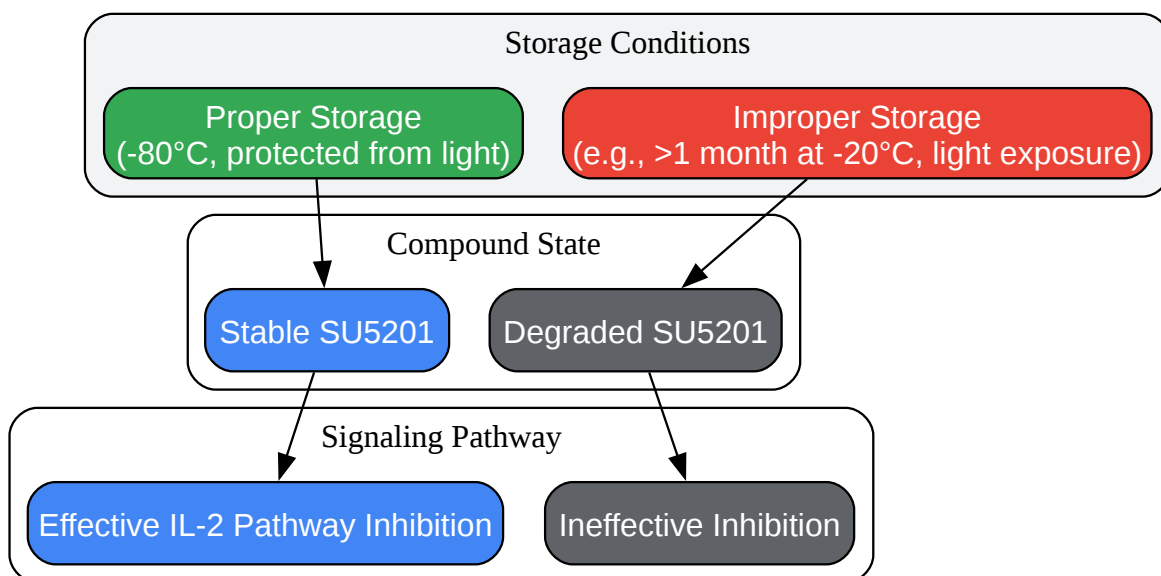 Storage Conditions
Proper Storage
(-80°C, protected from light)
Improper Storage
(e.g., >1 month at -20°C, light exposure)
Compound State
Stable SU5201
Degraded SU5201
Signaling Pathway
Effective IL-2 Pathway Inhibition
Ineffective Inhibition